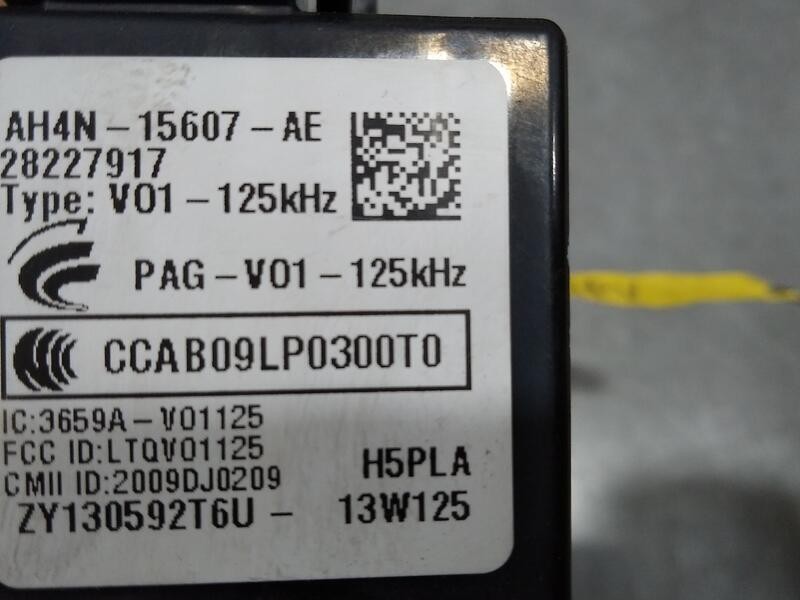 AH4N-15607-AE
28227917
Type: V01-125kHz
PAG-V01-125kHz
CCAB09LP0300T0
IC:3659A-V01125
FCC ID:LTQV01125
CMII ID:2009DJ0209
H5PLA
ZY130592T6U - 13W125